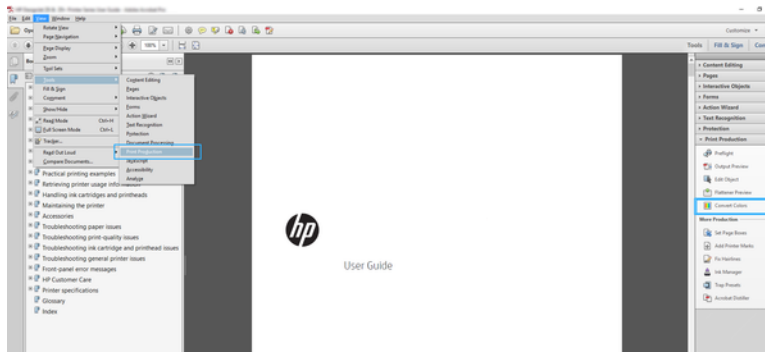 File Edit View Window Help
Customize
100%
Tools Fill & Sign
Rotate View
Page Navigation
Page Display
Zoom
Tool Sets
Tools
Fill & Sign
Comment
Show/Hide
Read Mode Ctrl+H
Full Screen Mode Ctrl+L
Tracker...
Read Out Loud
Compare Documents...
Content Editing
Pages
Interactive Objects
Forms
Action Wizard
Text Recognition
Protection
Document Processing
Print Production
JavaScript
Accessibility
Analyze
Practical printing examples
Retrieving printer usage information
Handling ink cartridges and printheads
Maintaining the printer
Accessories
Troubleshooting paper issues
Troubleshooting print-quality issues
Troubleshooting ink cartridge and printhead issues
Troubleshooting general printer issues
Front-panel error messages
HP Customer Care
Printer specifications
Glossary
Index
hp
User Guide
Content Editing
Pages
Interactive Objects
Forms
Action Wizard
Text Recognition
Protection
Print Production
Preflight
Output Preview
Edit Object
Flattener Preview
Convert Colors
More Production
Set Page Boxes
Add Printer Marks
Fix Hairlines
Ink Manager
Trap Presets
Acrobat Distiller